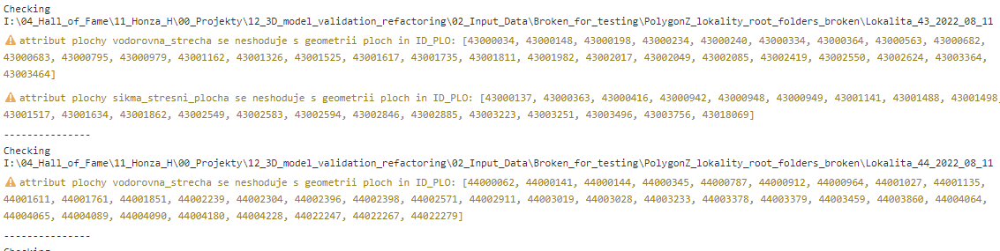 Checking
I:\04_Hall_of_Fame\11_Honza_H\00_Projekty\12_3D_model_validation_refactoring\02_Input_Data\Broken_for_testing\PolygonZ_lokality_root_folders_broken\Lokalita_43_2022_08_11
attribut plochy vodorovna_strecha se neshoduje s geometrii ploch in ID_PLO: [43000034, 43000148, 43000198, 43000234, 43000240, 43000334, 43000364, 43000563, 43000682,
43000683, 43000795, 43000979, 43001162, 43001326, 43001525, 43001617, 43001735, 43001811, 43001982, 43002017, 43002049, 43002085, 43002419, 43002550, 43002624, 43003364,
43003464]
attribut plochy sikma_stresni_plocha se neshoduje s geometrii ploch in ID_PLO: [43000137, 43000363, 43000416, 43000942, 43000948, 43000949, 43001141, 43001488, 43001498,
43001517, 43001634, 43001862, 43002549, 43002583, 43002594, 43002846, 43002885, 43003223, 43003251, 43003496, 43003756, 43018069]
---------------
Checking
I:\04_Hall_of_Fame\11_Honza_H\00_Projekty\12_3D_model_validation_refactoring\02_Input_Data\Broken_for_testing\PolygonZ_lokality_root_folders_broken\Lokalita_44_2022_08_11
attribut plochy vodorovna_strecha se neshoduje s geometrii ploch in ID_PLO: [44000062, 44000141, 44000144, 44000345, 44000787, 44000912, 44000964, 44001027, 44001135,
44001611, 44001761, 44001851, 44002239, 44002304, 44002396, 44002398, 44002571, 44002911, 44003019, 44003028, 44003233, 44003378, 44003379, 44003459, 44003860, 44004064,
44004065, 44004089, 44004090, 44004180, 44004228, 44022247, 44022267, 44022279]
---------------
Checking